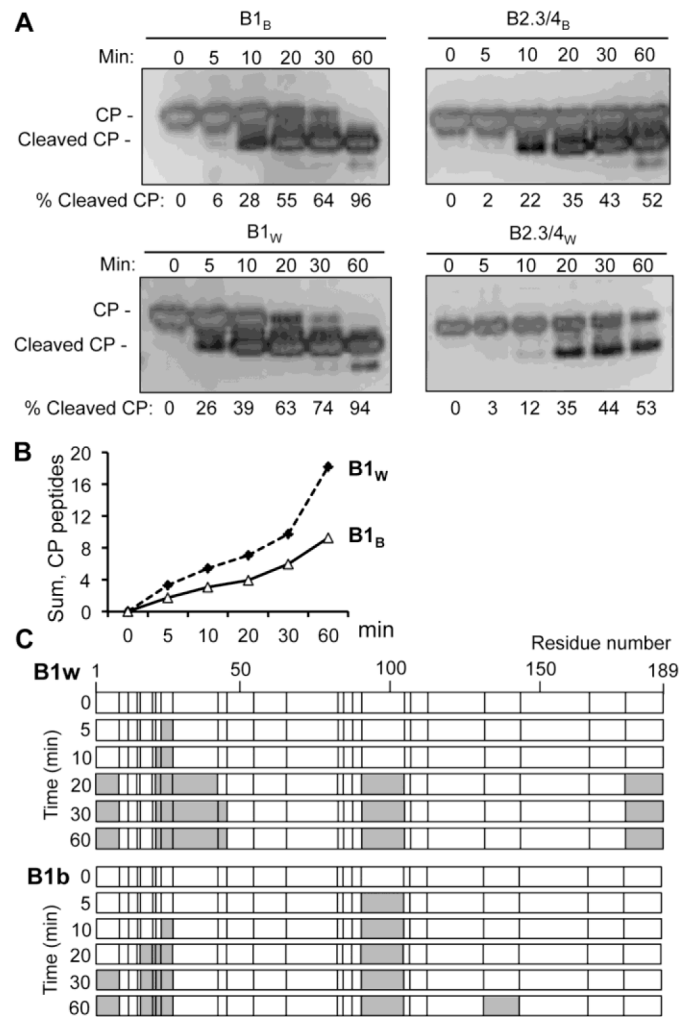 A
B1B B2.3/4B
Min: 0 5 10 20 30 60 0 5 10 20 30 60
CP -
Cleaved CP -
% Cleaved CP: 0 6 28 55 64 96 0 2 22 35 43 52
B1W B2.3/4W
Min: 0 5 10 20 30 60 0 5 10 20 30 60
CP -
Cleaved CP -
% Cleaved CP: 0 26 39 63 74 94 0 3 12 35 44 53
B
Sum, CP peptides
20
16
12
8
4
0
B1W
B1B
0 5 10 20 30 60 min
C
Residue number
B1w 1 50 100 150 189
Time (min)
0
5
10
20
30
60
B1b
Time (min)
0
5
10
20
30
60